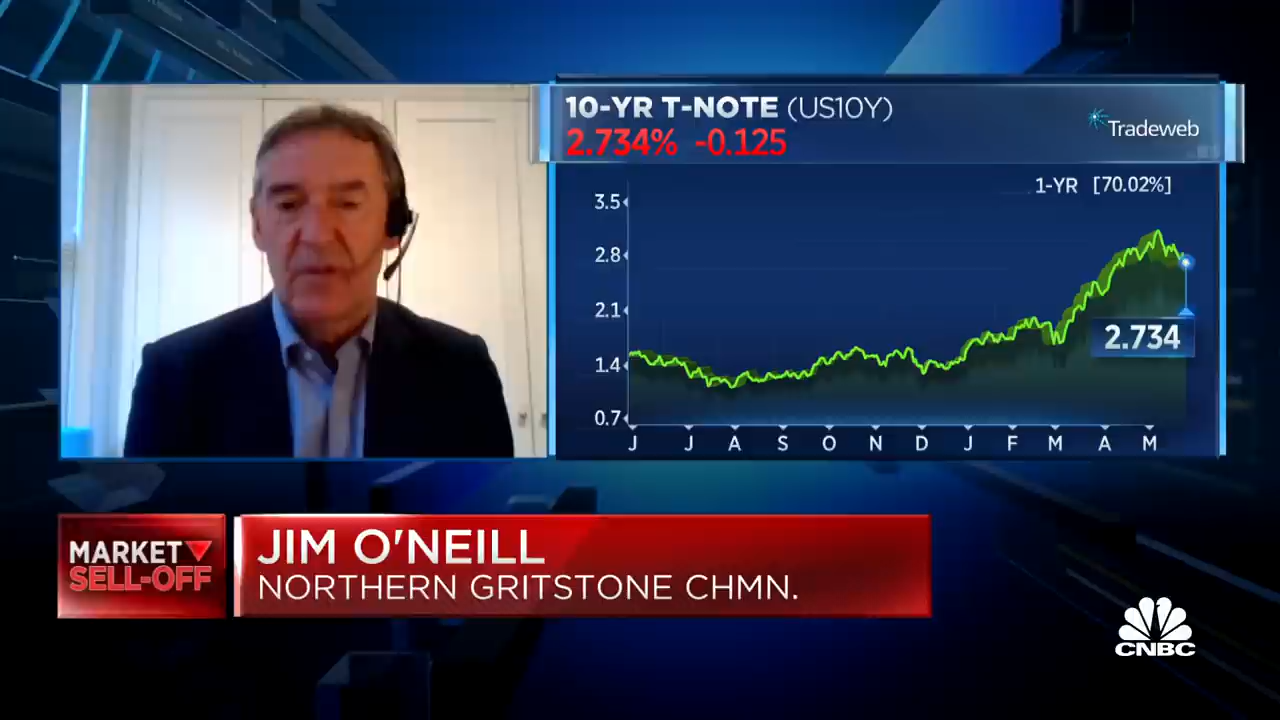 10-YR T-NOTE (US10Y)
2.734% -0.125
Tradeweb
1-YR [70.02%]
3.5
2.8
2.1
1.4
0.7
2.734
J J A S O N D J F M A M
MARKET
SELL-OFF
JIM O'NEILL
NORTHERN GRITSTONE CHMN.
CNBC